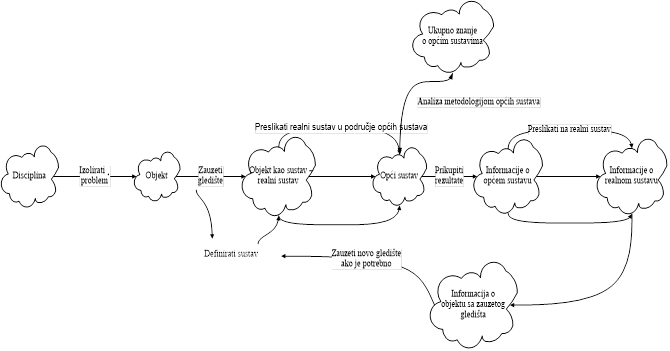 Ukupno znanje
o općim sustavima
Analiza metodologijom općih sustava
Preslikati realni sustav u područje općih sustava
Preslikati na realni sustav
Disciplina
Izolirati
problem
Objekt
Zauzeti
gledište
Objekt kao sustav -
realni sustav
Opći sustav
Prikupiti
rezultate
Informacije o
opcem sustavu
Informacije o
realnom sustavu
Definirati sustav
Zauzeti novo gledište
ako je potrebno
Informacija o
objektu sa zauzetog
gledišta